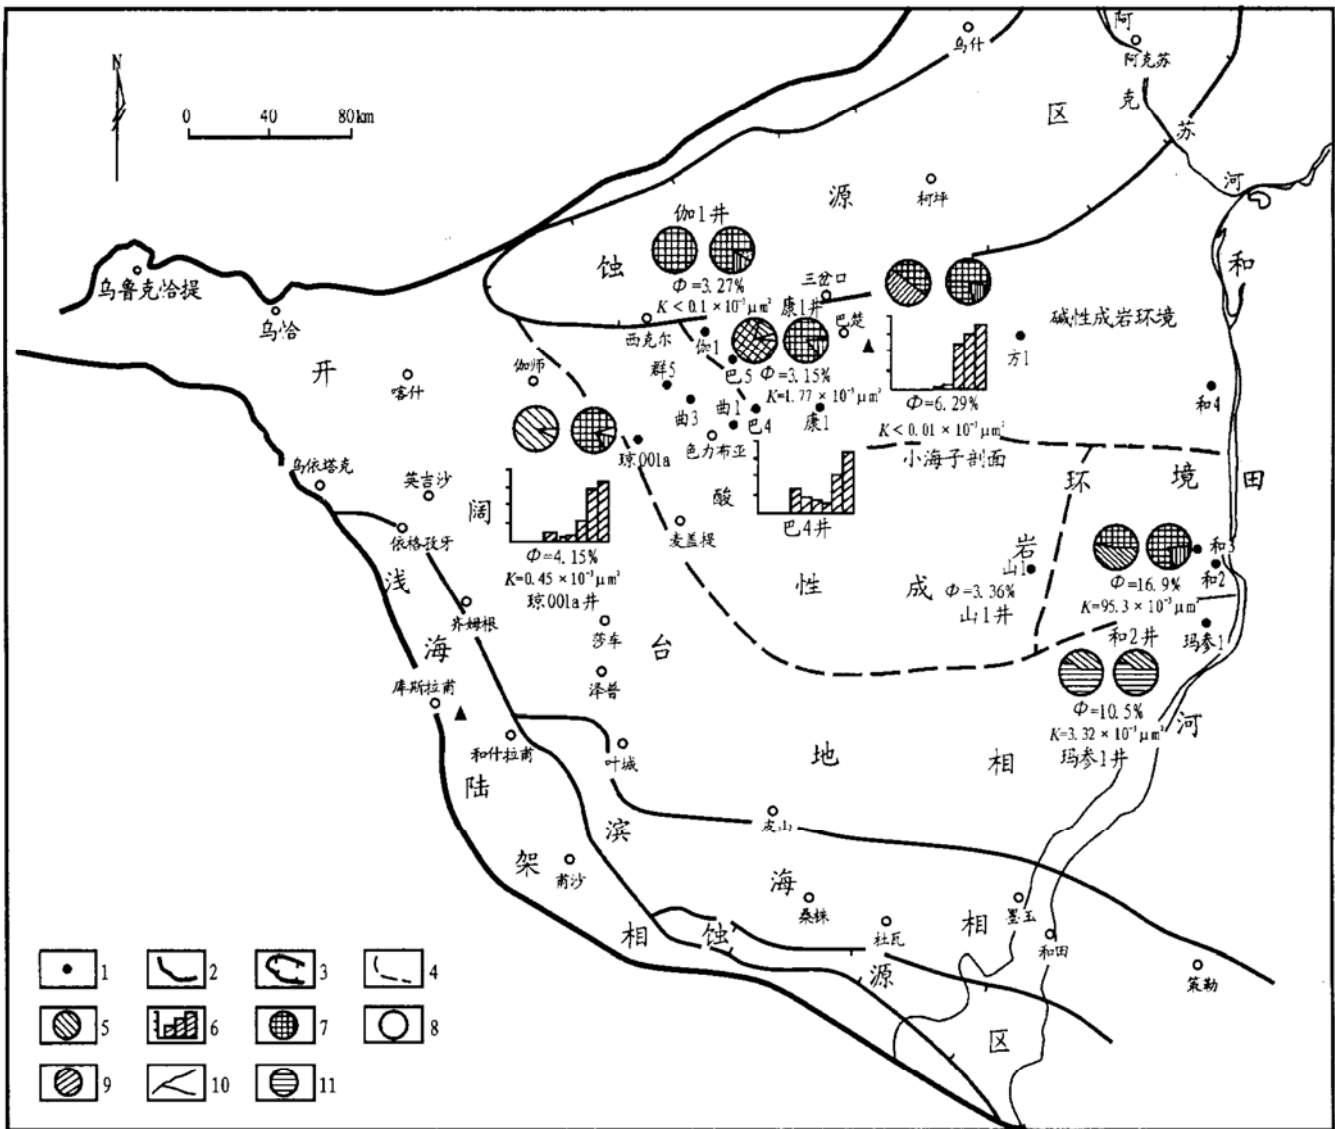 乌什
阿
阿克苏
克
苏
河
N
0 40 80km
区
源
柯坪
伽1井
蚀
Φ=3.27%
K<0.1×10⁻³μm²
三岔口
康1井
巴楚
和
乌鲁克恰提
乌恰
西克尔
伽1
碱性成岩环境
方1
开
喀什
伽师
群5
巴5
Φ=3.15%
K=1.77×10⁻³μm²
Φ=6.29%
K<0.01×10⁻³μm²
小海子剖面
和4
曲3
曲1
巴4
康1
色力布亚
琼001a
乌依塔克
英吉沙
阔
酸
环
境
田
巴4井
麦盖提
依格孜牙
Φ=4.15%
K=0.45×10⁻³μm²
琼001a井
浅
岩
山1
和3
和2
性
成
Φ=3.36%
山1井
Φ=16.9%
K=95.3×10⁻³μm²
和2井
玛参1
齐姆根
莎车
海
台
泽普
库斯拉甫
Φ=10.5%
K=3.32×10⁻³μm²
玛参1井
河
和什拉甫
叶城
地
相
陆
滨
皮山
架
甫沙
海
桑株
相
墨玉
相
蚀
杜瓦
和田
源
策勒
区
1 2 3 4
5 6 7 8
9 10 11